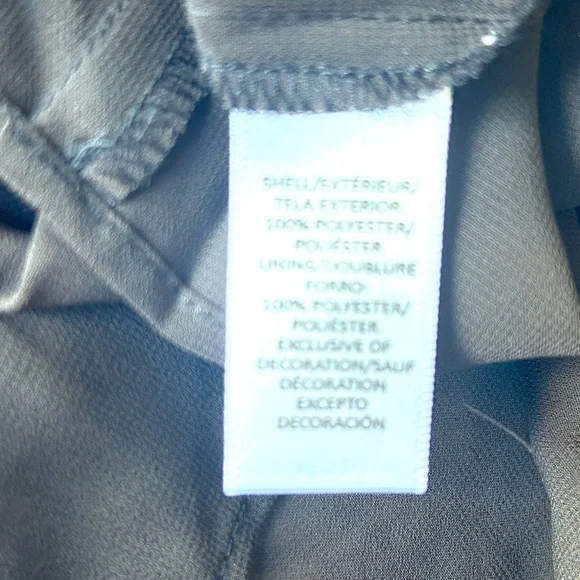 SHELL/EXTÉRIEUR/
TELA EXTERIOR:
100% POLYESTER/
POLIÉSTER
LINING/DOUBLURE
FORRO:
100% POLYESTER/
POLIÉSTER
EXCLUSIVE OF
DECORATION/SAUF
DÉCORATION
EXCEPTO
DECORACIÓN